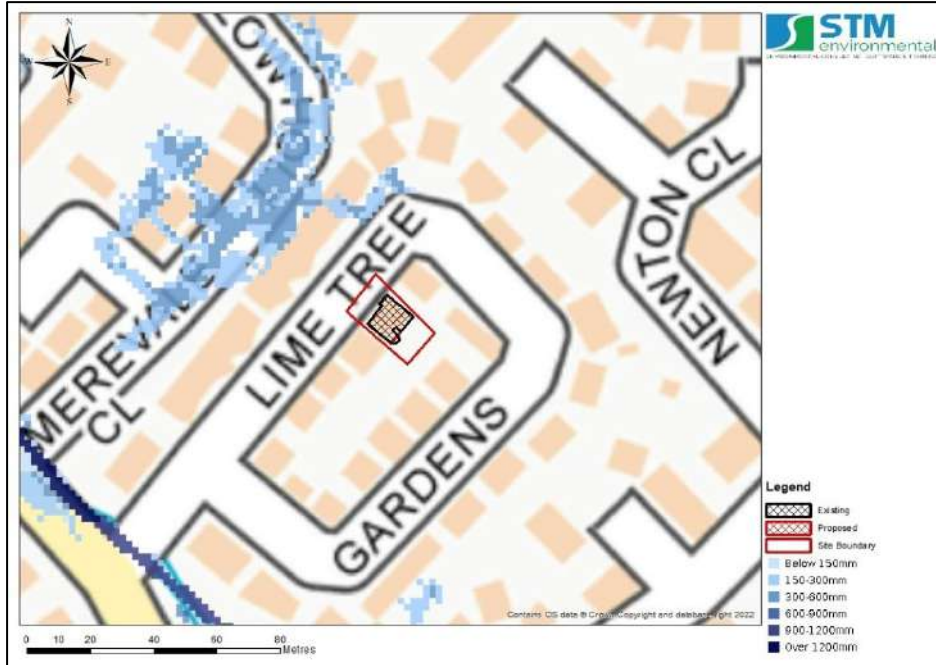 N
W
E
S
STM
environmental
OW
LIME TREE
GARDENS
NEWTON CL
MEREVA
CL
Legend
Existing
Proposed
Site Boundary
Below 150mm
150-300mm
300-600mm
600-900mm
900-1200mm
Over 1200mm
Contains OS data © Crown Copyright and database right 2022
0 10 20 40 60 80
Metres